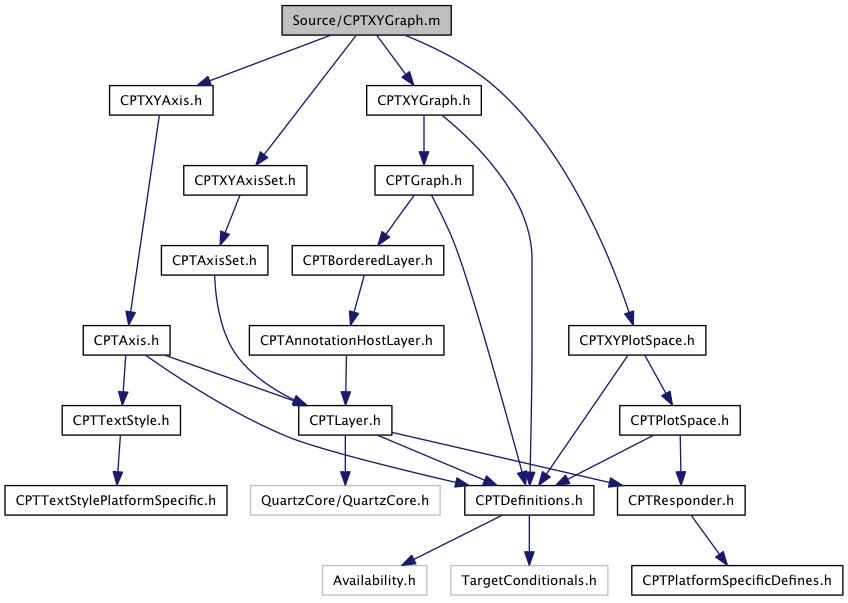 Source/CPTXYGraph.m
CPTXYAxis.h
CPTXYGraph.h
CPTXYAxisSet.h
CPTGraph.h
CPTAxisSet.h
CPTBorderedLayer.h
CPTAxis.h
CPTAnnotationHostLayer.h
CPTXYPlotSpace.h
CPTTextStyle.h
CPTLayer.h
CPTPlotSpace.h
CPTTextStylePlatformSpecific.h
QuartzCore/QuartzCore.h
CPTDefinitions.h
CPTResponder.h
Availability.h
TargetConditionals.h
CPTPlatformSpecificDefines.h